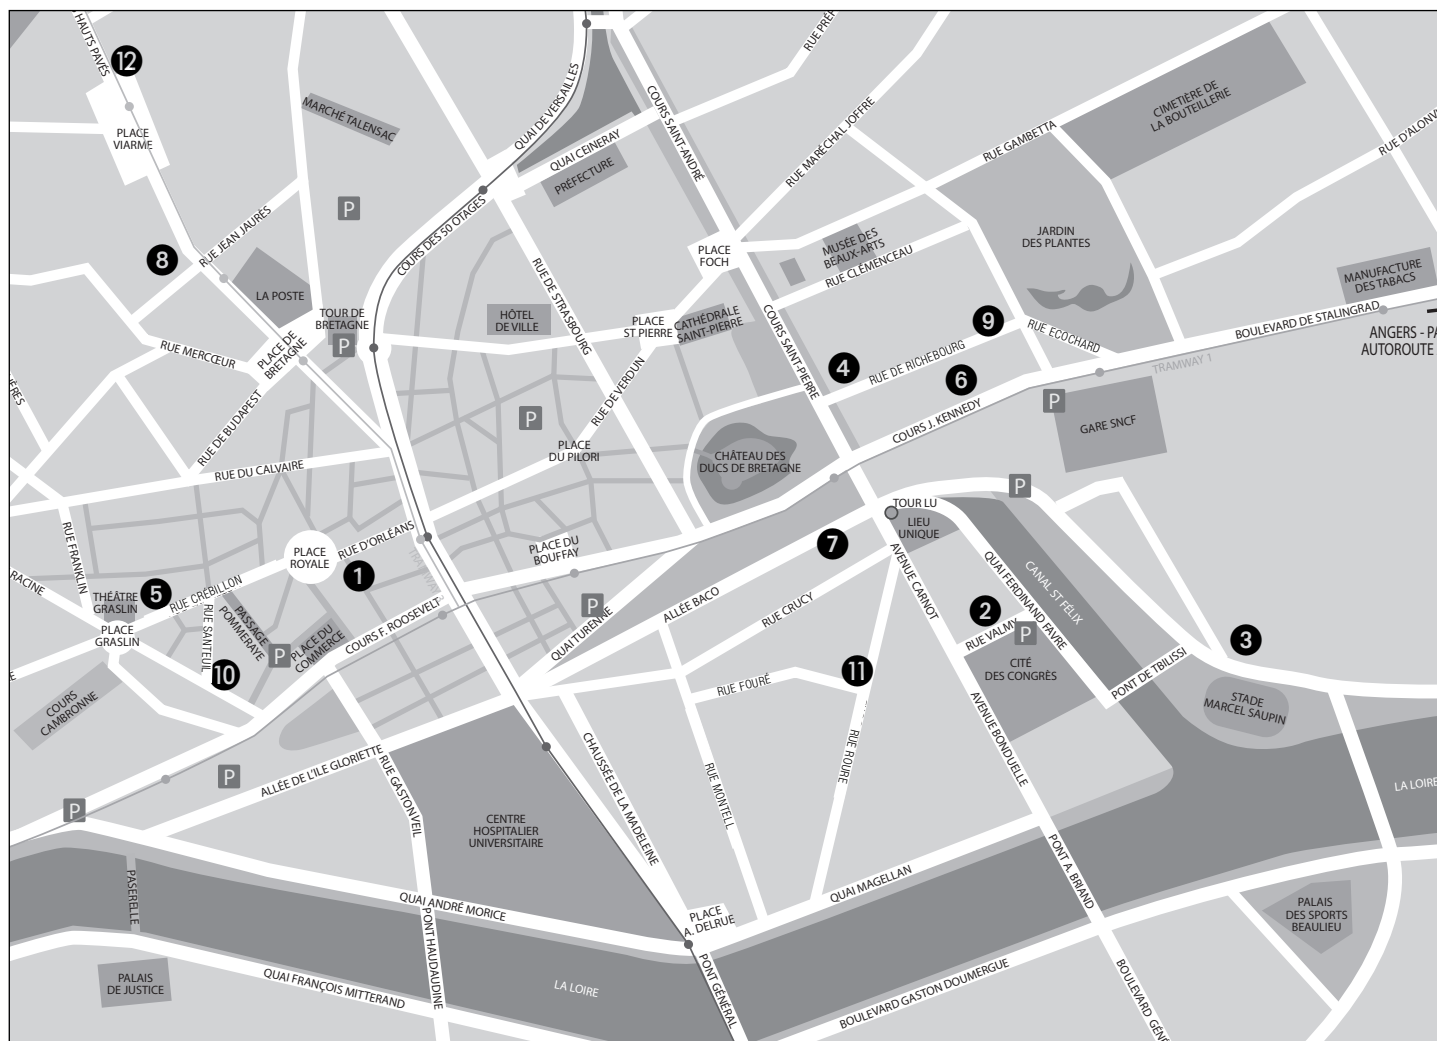 HAUTS PAVÉS
12
PLACE
VIARME
MARCHÉ TALENSAC
P
QUAI DE VERSAILLES
QUAI CEINERAY
PRÉFECTURE
COURS SAINT-ANDRÉ
RUE MARÉCHAL JOFFRE
RUE GAMBETTA
CIMETIÈRE DE
LA BOUTEILLERIE
JARDIN
DES PLANTES
MANUFACTURE
DES TABACS
BOULEVARD DE STALINGRAD
ANGERS - PA
AUTOROUTE
TRAMWAY 1
8
RUE JEAN JAURÈS
LA POSTE
TOUR DE
BRETAGNE
P
PLACE DE
BRETAGNE
RUE MERCŒUR
RUE DE BUDAPEST
RUE DU CALVAIRE
COURS DES 50 OTAGES
RUE DE STRASBOURG
HÔTEL
DE VILLE
PLACE
ST PIERRE
CATHÉDRALE
SAINT-PIERRE
PLACE
FOCH
MUSÉE DES
BEAUX-ARTS
RUE CLÉMENCEAU
COURS SAINT-PIERRE
9
RUE ECOCHARD
4
RUE DE RICHEBOURG
6
COURS J. KENNEDY
P
GARE SNCF
P
RUE DE VERDUN
PLACE
DU PILORI
CHÂTEAU DES
DUCS DE BRETAGNE
P
TOUR LU
LIEU
UNIQUE
7
PLACE DU
BOUFFAY
RUE D'ORLÉANS
PLACE
ROYALE
1
RUE FRANKLIN
RACINE
THÉÂTRE
GRASLIN
5
RUE CRÉBILLON
PLACE
GRASLIN
RUE SANTEUIL
PASSAGE
POMMERAYE
P
PLACE DU
COMMERCE
COURS F. ROOSEVELT
10
COURS
CAMBRONNE
P
QUAI TURENNE
ALLÉE BACO
RUE CRUCY
AVENUE CARNOT
QUAI FERDINAND FAVRE
CANAL ST FÉLIX
2
RUE VALMY
P
CITÉ
DES CONGRÈS
PONT DE TBILISSI
3
STADE
MARCEL SAUPIN
RUE FOURÉ
11
RUE ROURE
RUE MONTELL
AVENUE BONDUELLE
LA LOIRE
P
P
ALLÉE DE L'ILE GLORIETTE
RUE GASTON VEIL
CHAUSSÉE DE LA MADELEINE
CENTRE
HOSPITALIER
UNIVERSITAIRE
PASERELLE
QUAI ANDRÉ MORICE
PONT HAUDAUDINE
PLACE
A. DELRUE
QUAI MAGELLAN
PONT A. BRIAND
PALAIS
DES SPORTS
BEAULIEU
PALAIS
DE JUSTICE
QUAI FRANÇOIS MITTERAND
LA LOIRE
PONT GÉNÉRAL
BOULEVARD GASTON DOUMERGUE
BOULEVARD GÉN